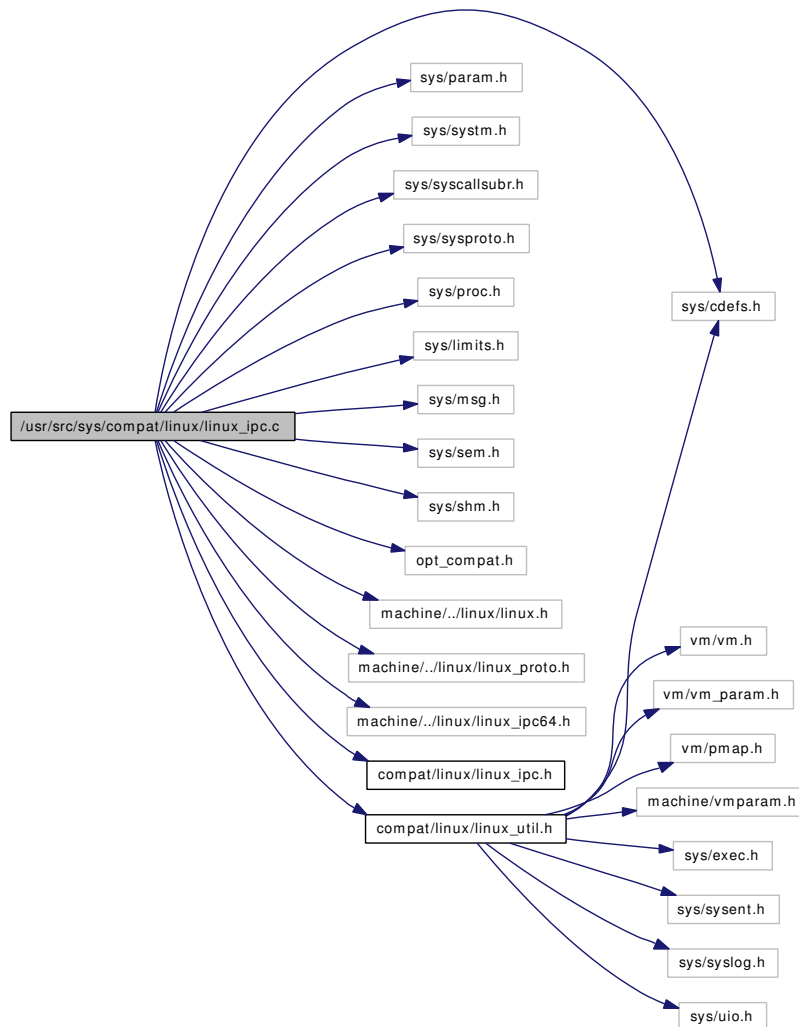 sys/param.h
sys/systm.h
sys/syscallsubr.h
sys/sysproto.h
sys/proc.h
sys/cdefs.h
sys/limits.h
sys/msg.h
/usr/src/sys/compat/linux/linux_ipc.c
sys/sem.h
sys/shm.h
opt_compat.h
machine/../linux/linux.h
vm/vm.h
machine/../linux/linux_proto.h
vm/vm_param.h
machine/../linux/linux_ipc64.h
vm/pmap.h
compat/linux/linux_ipc.h
machine/vmparam.h
compat/linux/linux_util.h
sys/exec.h
sys/sysent.h
sys/syslog.h
sys/uio.h